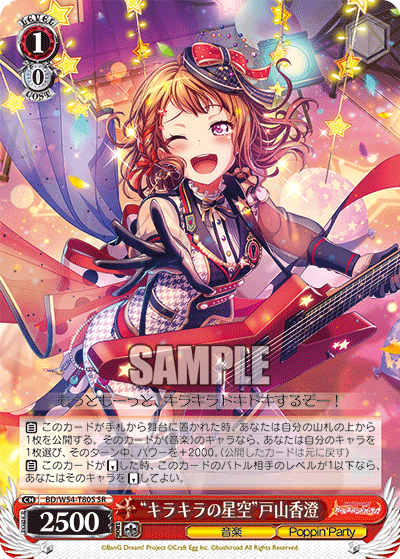 LEVEL
1
0
COST
SAMPLE
もっともーっと、キラキラドキドキするぞー！
自 このカードが手札から舞台に置かれた時、あなたは自分の山札の上から
1枚を公開する。そのカードが《音楽》のキャラなら、あなたは自分のキャラを
1枚選び、そのターン中、パワーを+2000。(公開したカードは元に戻す)
自 このカードが【】した時、このカードのバトル相手のレベルが1以下なら、
あなたはそのキャラを【】してよい。
CH BD/WS4-T80S SR
2500
“キラキラの星空”戸山香澄
音楽
Poppin'Party
©BanG Dream! Project ©Craft Egg Inc. ©bushiroad All Rights Reserved.